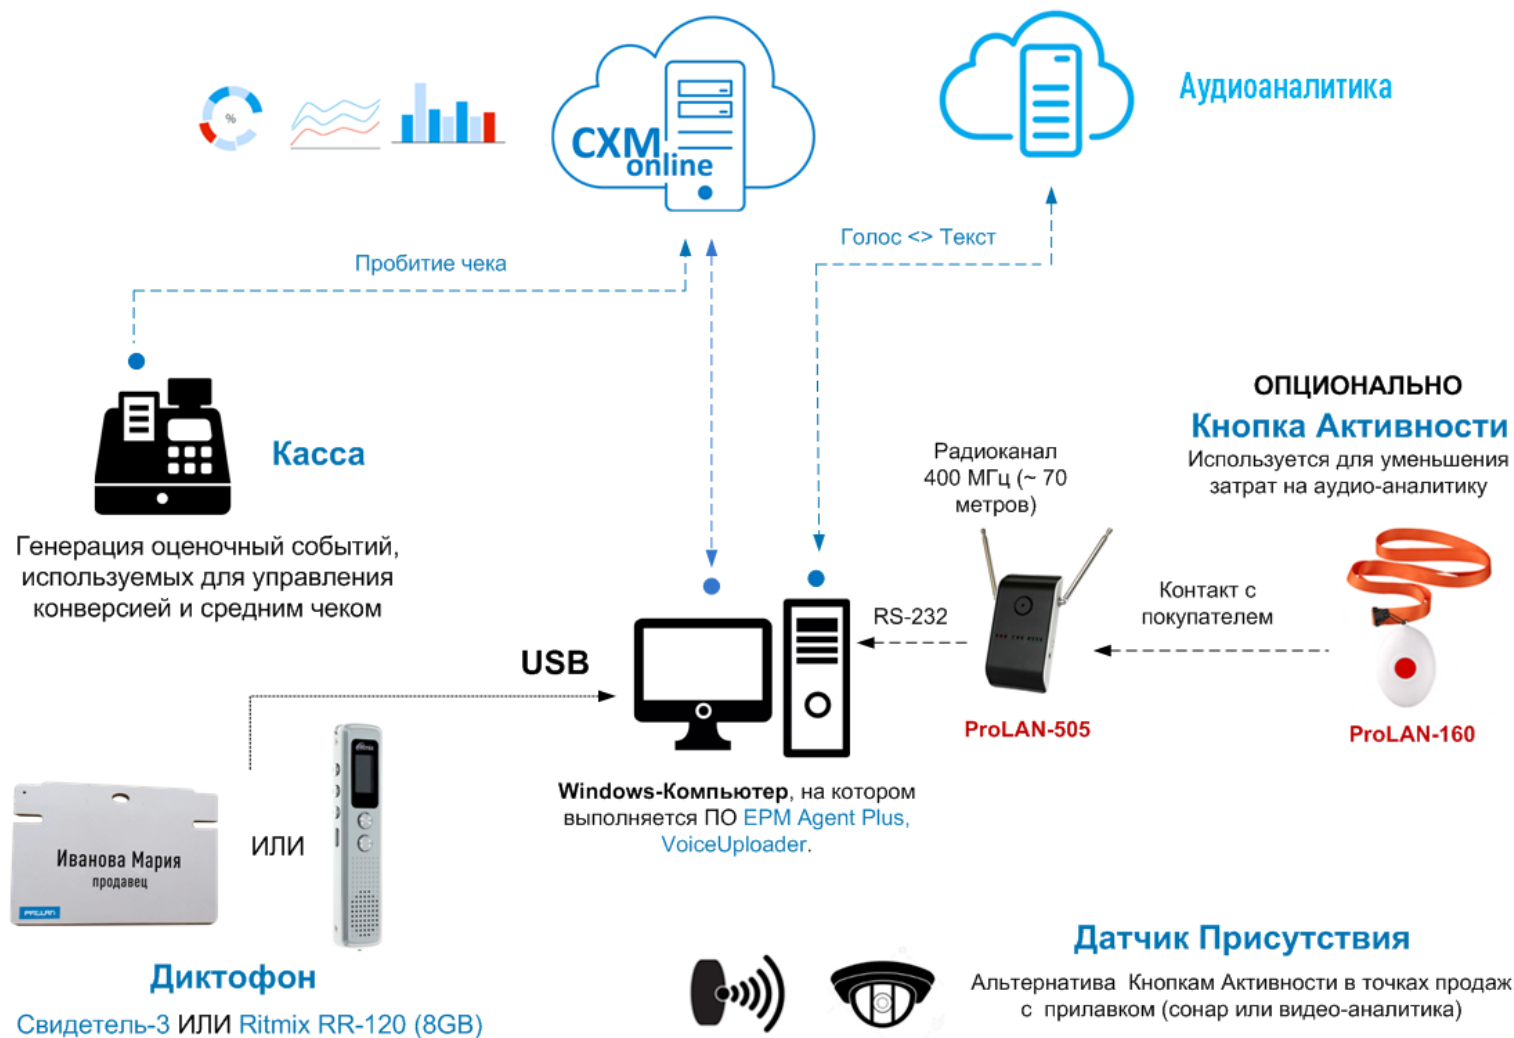 %
CXM
online
Аудиоаналитика
Голос <> Текст
Пробитие чека
Касса
Генерация оценочный событий,
используемых для управления
конверсией и средним чеком
ОПЦИОНАЛЬНО
Кнопка Активности
Используется для уменьшения
затрат на аудио-аналитику
Радиоканал
400 МГц (~ 70
метров)
Контакт с
покупателем
RS-232
ProLAN-505
ProLAN-160
USB
Windows-Компьютер, на котором
выполняется ПО EPM Agent Plus,
VoiceUploader.
Иванова Мария
продавец
PROLAN
ИЛИ
Диктофон
Свидетель-3 ИЛИ Ritmix RR-120 (8GB)
Датчик Присутствия
Альтернатива Кнопкам Активности в точках продаж
с прилавком (сонар или видео-аналитика)